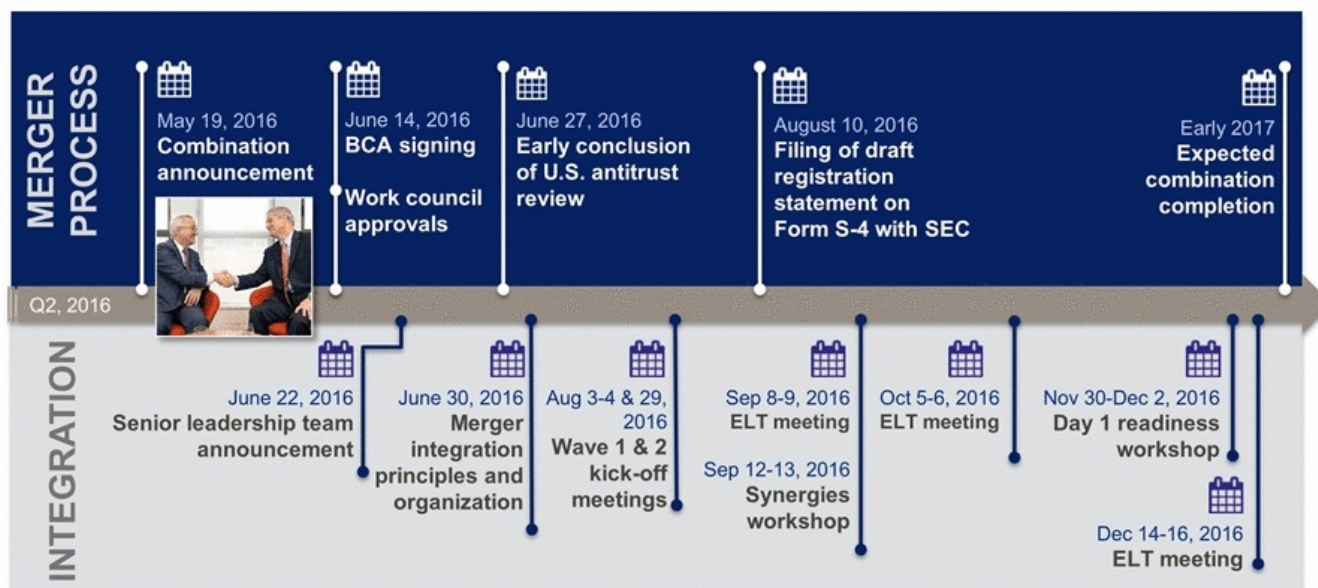 MERGER
PROCESS
May 19, 2016
Combination
announcement
June 14, 2016
BCA signing
Work council
approvals
June 27, 2016
Early conclusion
of U.S. antitrust
review
August 10, 2016
Filing of draft
registration
statement on
Form S-4 with SEC
Early 2017
Expected
combination
completion
Q2, 2016
INTEGRATION
June 22, 2016
Senior leadership team
announcement
June 30, 2016
Merger
integration
principles and
organization
Aug 3-4 & 29,
2016
Wave 1 & 2
kick-off
meetings
Sep 8-9, 2016
ELT meeting
Sep 12-13, 2016
Synergies
workshop
Oct 5-6, 2016
ELT meeting
Nov 30-Dec 2, 2016
Day 1 readiness
workshop
Dec 14-16, 2016
ELT meeting